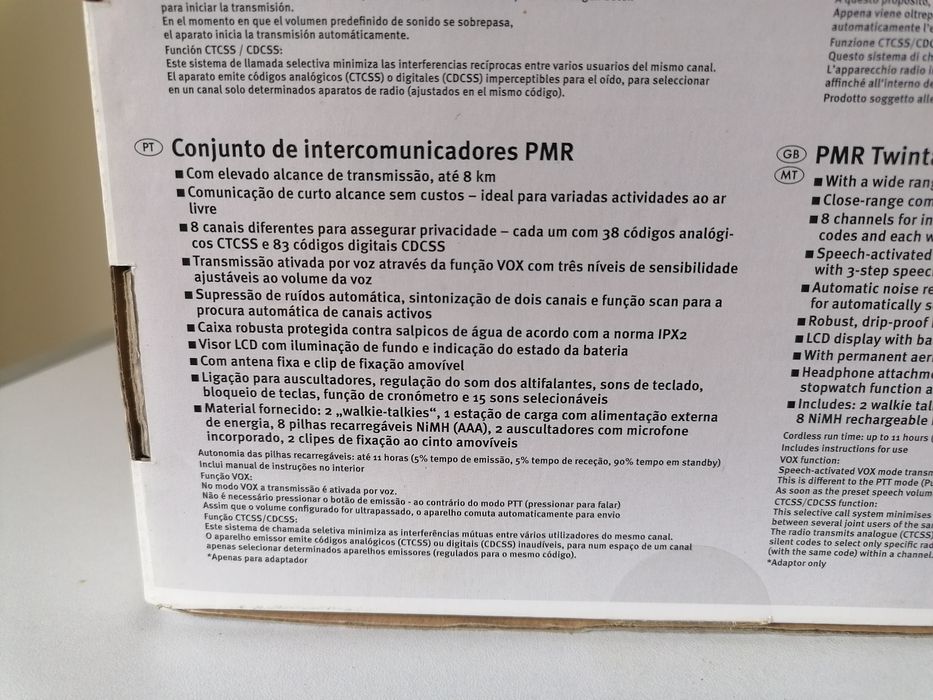 para iniciar la transmisión.
En el momento en que el volumen predefinido de sonido se sobrepasa,
el aparato inicia la transmisión automáticamente.
Función CTCSS / CDCSS:
Este sistema de llamada selectiva minimiza las interferencias recíprocas entre varios usuarios del mismo canal.
El aparato emite códigos analógicos (CTCSS) o digitales (CDCSS) imperceptibles para el oído, para seleccionar
en un canal solo determinados aparatos de radio (ajustados en el mismo código).
PT Conjunto de intercomunicadores PMR
■ Com elevado alcance de transmissão, até 8 km
■ Comunicação de curto alcance sem custos – ideal para variadas actividades ao ar
livre
■ 8 canais diferentes para assegurar privacidade – cada um com 38 códigos analógi-
cos CTCSS e 83 códigos digitais CDCSS
■ Transmissão ativada por voz através da função VOX com três níveis de sensibilidade
ajustáveis ao volume da voz
■ Supressão de ruídos automática, sintonização de dois canais e função scan para a
procura automática de canais activos
■ Caixa robusta protegida contra salpicos de água de acordo com a norma IPX2
■ Visor LCD com iluminação de fundo e indicação do estado da bateria
■ Com antena fixa e clip de fixação amovível
■ Ligação para auscultadores, regulação do som dos altifalantes, sons de teclado,
bloqueio de teclas, função de cronómetro e 15 sons selecionáveis
■ Material fornecido: 2 „walkie-talkies“, 1 estação de carga com alimentação externa
de energia, 8 pilhas recarregáveis NiMH (AAA), 2 auscultadores com microfone
incorporado, 2 clipes de fixação ao cinto amovíveis
Autonomia das pilhas recarregáveis: até 11 horas (5% tempo de emissão, 5% tempo de receção, 90% tempo em standby)
Inclui manual de instruções no interior
Função VOX:
No modo VOX a transmissão é ativada por voz.
Não é necessário pressionar o botão de emissão - ao contrário do modo PTT (pressionar para falar)
Assim que o volume configurado for ultrapassado, o aparelho comuta automaticamente para envio
Função CTCSS/CDCSS:
Este sistema de chamada seletiva minimiza as interferências mútuas entre vários utilizadores do mesmo canal.
O aparelho emissor emite códigos analógicos (CTCSS) ou digitais (CDCSS) inaudíveis, para num espaço de um canal
apenas selecionar determinados aparelhos emissores (regulados para o mesmo código).
*Apenas para adaptador
Appena viene
automaticamente
Funzione CTCSS/CDC
Questo sistema di
L'apparecchio radio
affinché all'interno
Prodotto soggetto
GB MT PMR Twint
■ With a wide
■ Close-range
■ 8 channels for
codes and each
■ Speech-activated
with 3-step
■ Automatic noise
for automatically
■ Robust, drip-proof
■ LCD display with
■ With permanent
■ Headphone
stopwatch function
■ Includes: 2 walkie
8 NiMH rechargeable
Cordless run time: up to 11 hours
Includes instructions for use
VOX function:
Speech-activated VOX mode
This is different to the PTT mode
As soon as the preset speech
CTCSS/CDCSS function:
This selective call system minimises
between several joint users of the
The radio transmits analogue (CTCSS)
silent codes to select only specific
(with the same code) within a channel.
*Adaptor only